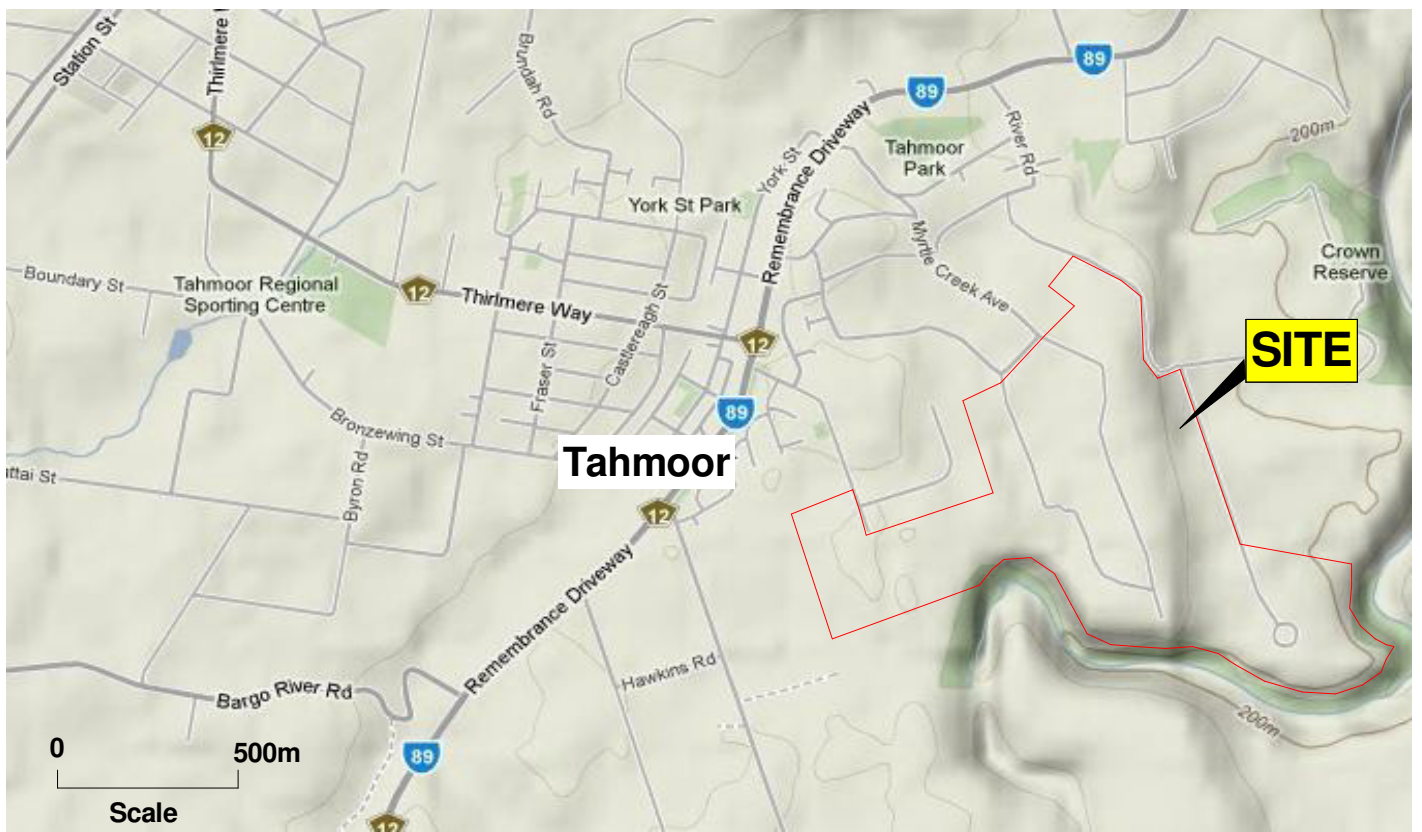 Station St
Thirlmere W
12
Brundah Rd
89
89
Remembrance Driveway
River Rd
200m
Tahmoor
Park
York St
York St Park
Myrtle Creek Ave
Crown
Reserve
Boundary St
Tahmoor Regional
Sporting Centre
12
Thirlmere Way
Castlereagh St
Fraser St
12
SITE
89
Bronzewing St
Tahmoor
attai St
Byron Rd
12
Remembrance Driveway
Hawkins Rd
Bargo River Rd
200m
0
500m
Scale
89
12